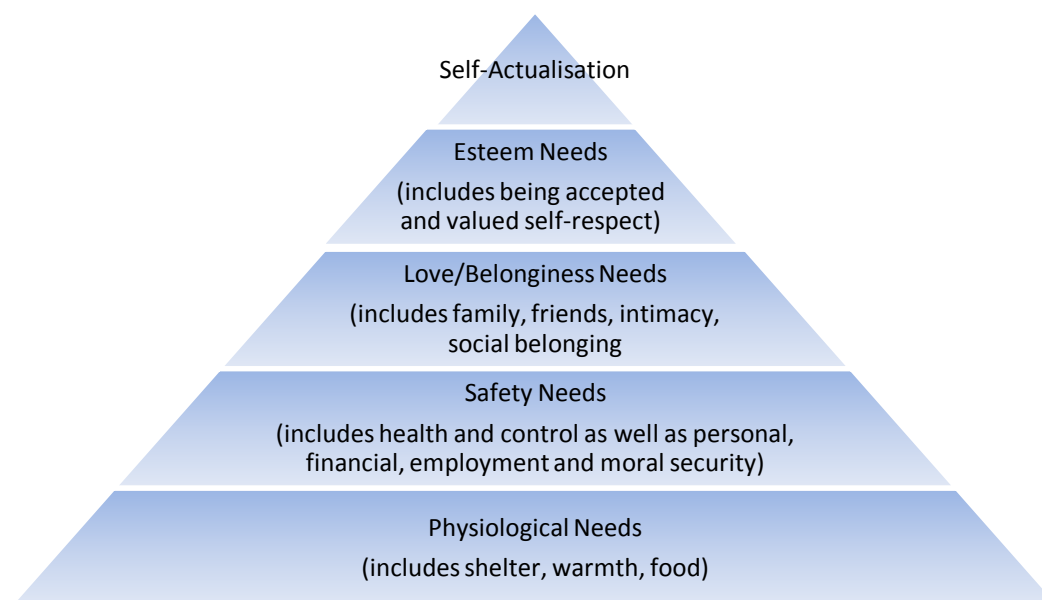 Self-Actualisation
Esteem Needs
(includes being accepted
and valued self-respect)
Love/Belonginess Needs
(includes family, friends, intimacy,
social belonging
Safety Needs
(includes health and control as well as personal,
financial, employment and moral security)
Physiological Needs
(includes shelter, warmth, food)